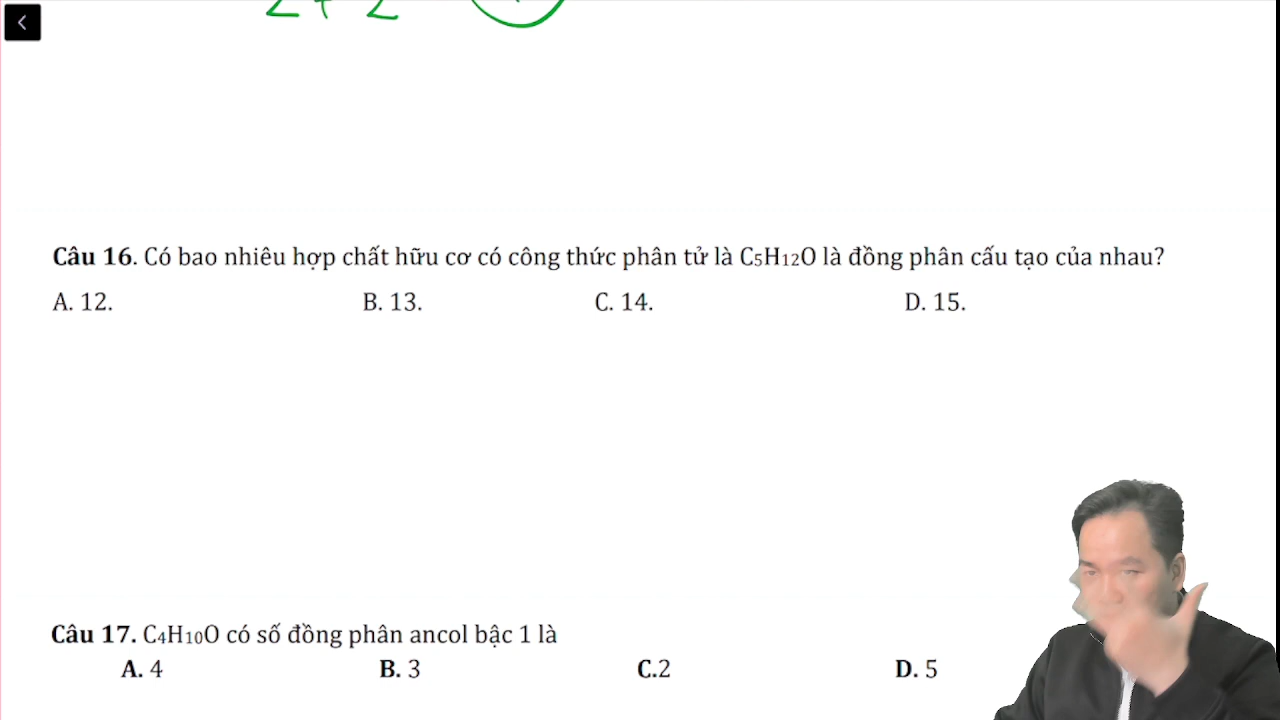 2 + 2
Câu 16. Có bao nhiêu hợp chất hữu cơ có công thức phân tử là C5H12O là đồng phân cấu tạo của nhau?
A. 12. B. 13. C. 14. D. 15.
Câu 17. C4H10O có số đồng phân ancol bậc 1 là
A. 4 B. 3 C.2 D. 5